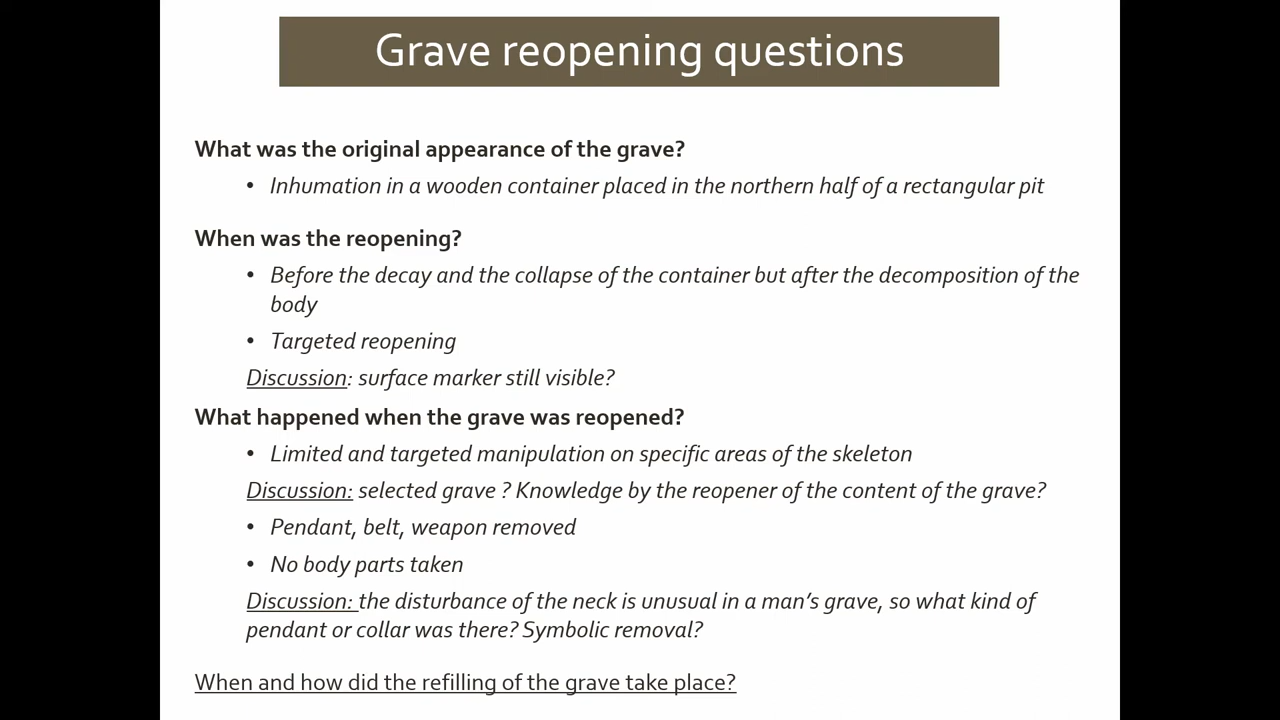 Grave reopening questions
What was the original appearance of the grave?
• Inhumation in a wooden container placed in the northern half of a rectangular pit
When was the reopening?
• Before the decay and the collapse of the container but after the decomposition of the
body
• Targeted reopening
Discussion: surface marker still visible?
What happened when the grave was reopened?
• Limited and targeted manipulation on specific areas of the skeleton
Discussion: selected grave ? Knowledge by the reopener of the content of the grave?
• Pendant, belt, weapon removed
• No body parts taken
Discussion: the disturbance of the neck is unusual in a man’s grave, so what kind of
pendant or collar was there? Symbolic removal?
When and how did the refilling of the grave take place?